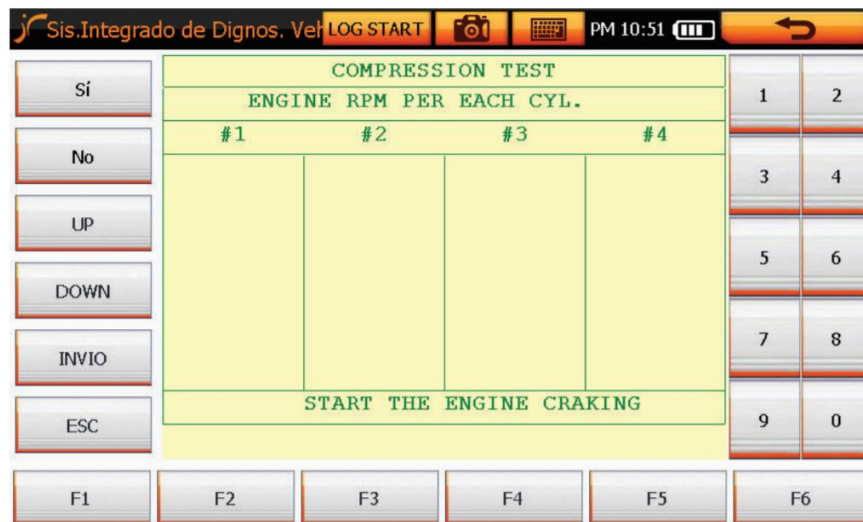 Sis.Integrado de Dignos. Veh LOG START PM 10:51
Sí
No
UP
DOWN
INVIO
ESC
COMPRESSION TEST
ENGINE RPM PER EACH CYL.
#1 #2 #3 #4
START THE ENGINE CRAKING
1 2
3 4
5 6
7 8
9 0
F1 F2 F3 F4 F5 F6